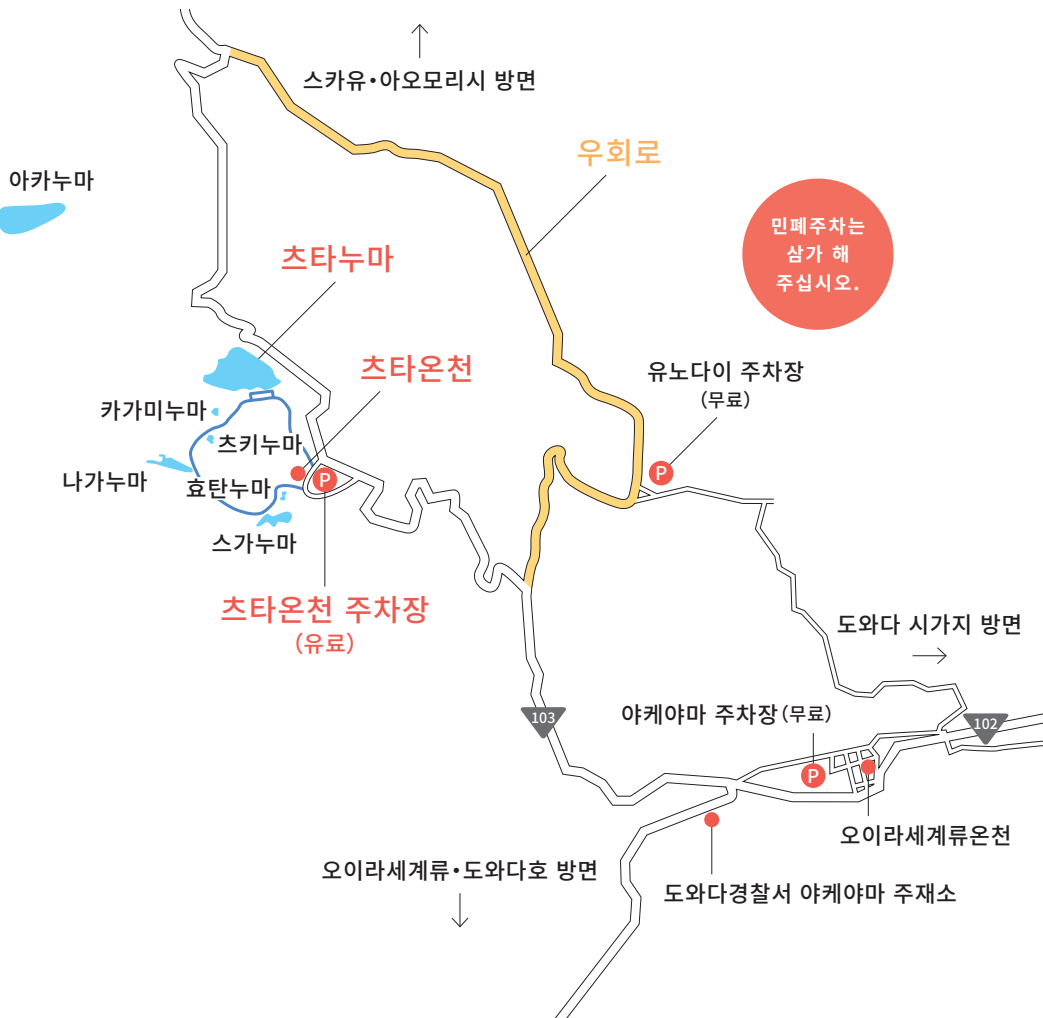 스카유•아오모리시 방면
우회로
아카누마
민폐주차는
삼가 해
주십시오.
츠타누마
츠타온천
유노다이 주차장
(무료)
카가미누마
츠키누마
나가누마
효탄누마
P
P
스가누마
츠타온천 주차장
(유료)
도와다 시가지 방면
103
야케야마 주차장(무료)
102
P
오이라세계류온천
오이라세계류•도와다호 방면
도와다경찰서 야케야마 주재소